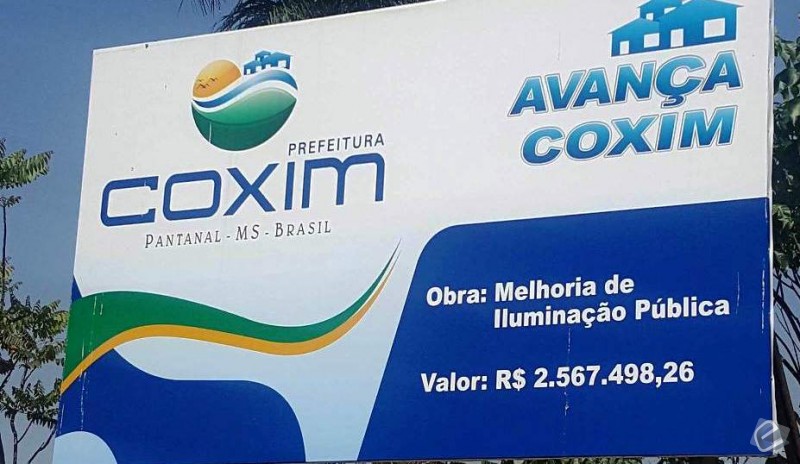 PREFEITURA
COXIM
PANTANAL - MS - BRASIL
AVANÇA
COXIM
Obra: Melhoria de
Iluminação Pública
Valor: R$ 2.567.498,26